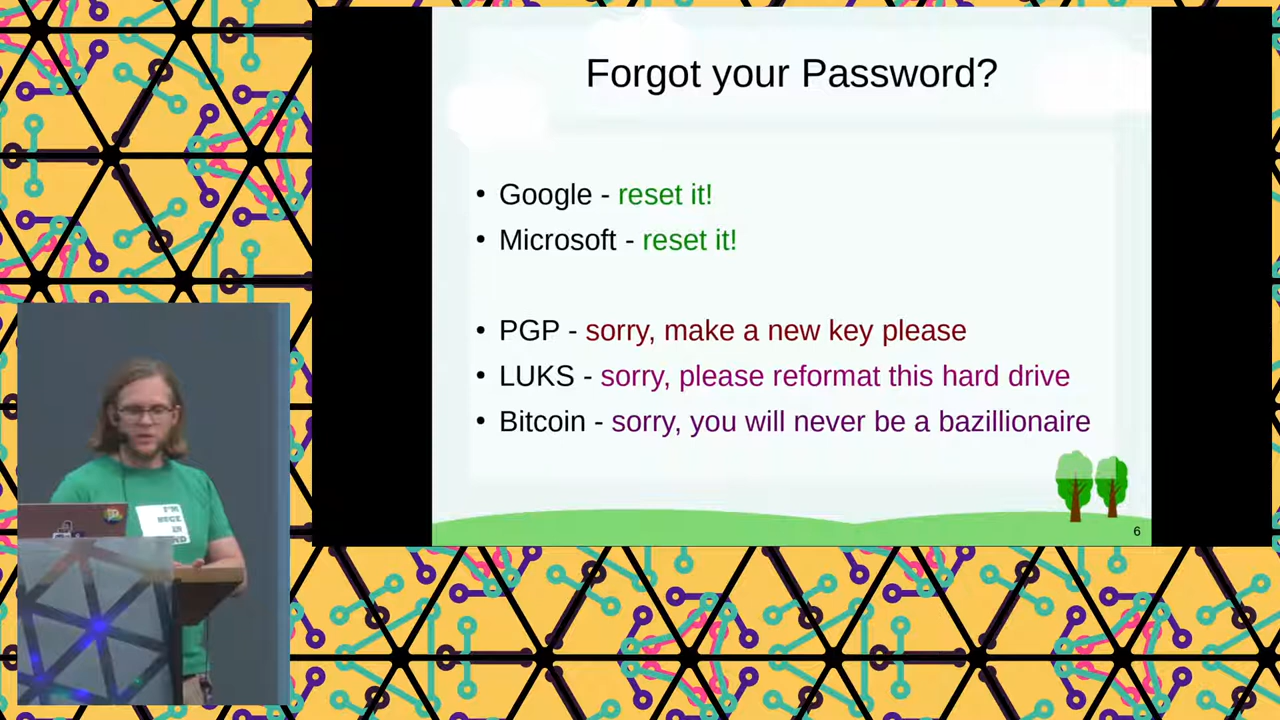 Forgot your Password?
• Google - reset it!
• Microsoft - reset it!
• PGP - sorry, make a new key please
• LUKS - sorry, please reformat this hard drive
• Bitcoin - sorry, you will never be a bazillionaire
6
I'M
IN